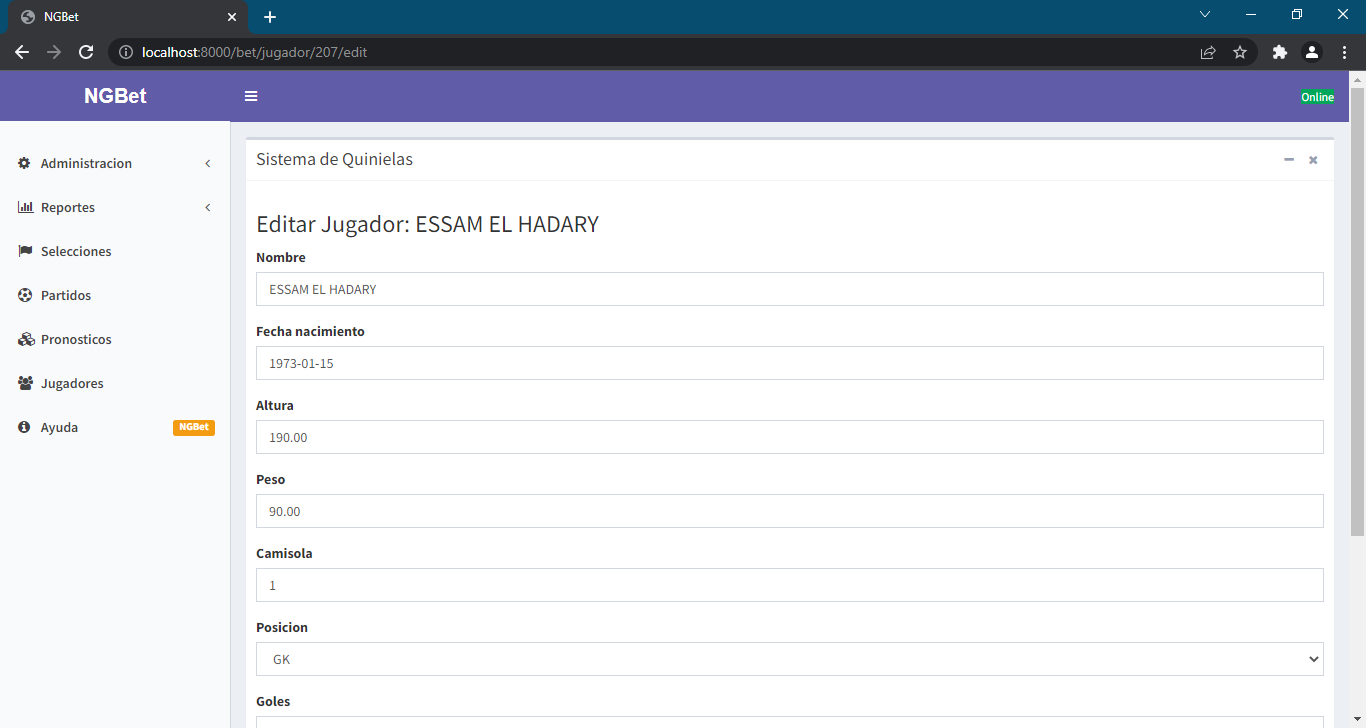 NGBet
localhost:8000/bet/jugador/207/edit
NGBet
Online
Administracion
Reportes
Selecciones
Partidos
Pronosticos
Jugadores
Ayuda NGBet
Sistema de Quinielas
Editar Jugador: ESSAM EL HADARY
Nombre
ESSAM EL HADARY
Fecha nacimiento
1973-01-15
Altura
190.00
Peso
90.00
Camisola
1
Posicion
GK
Goles